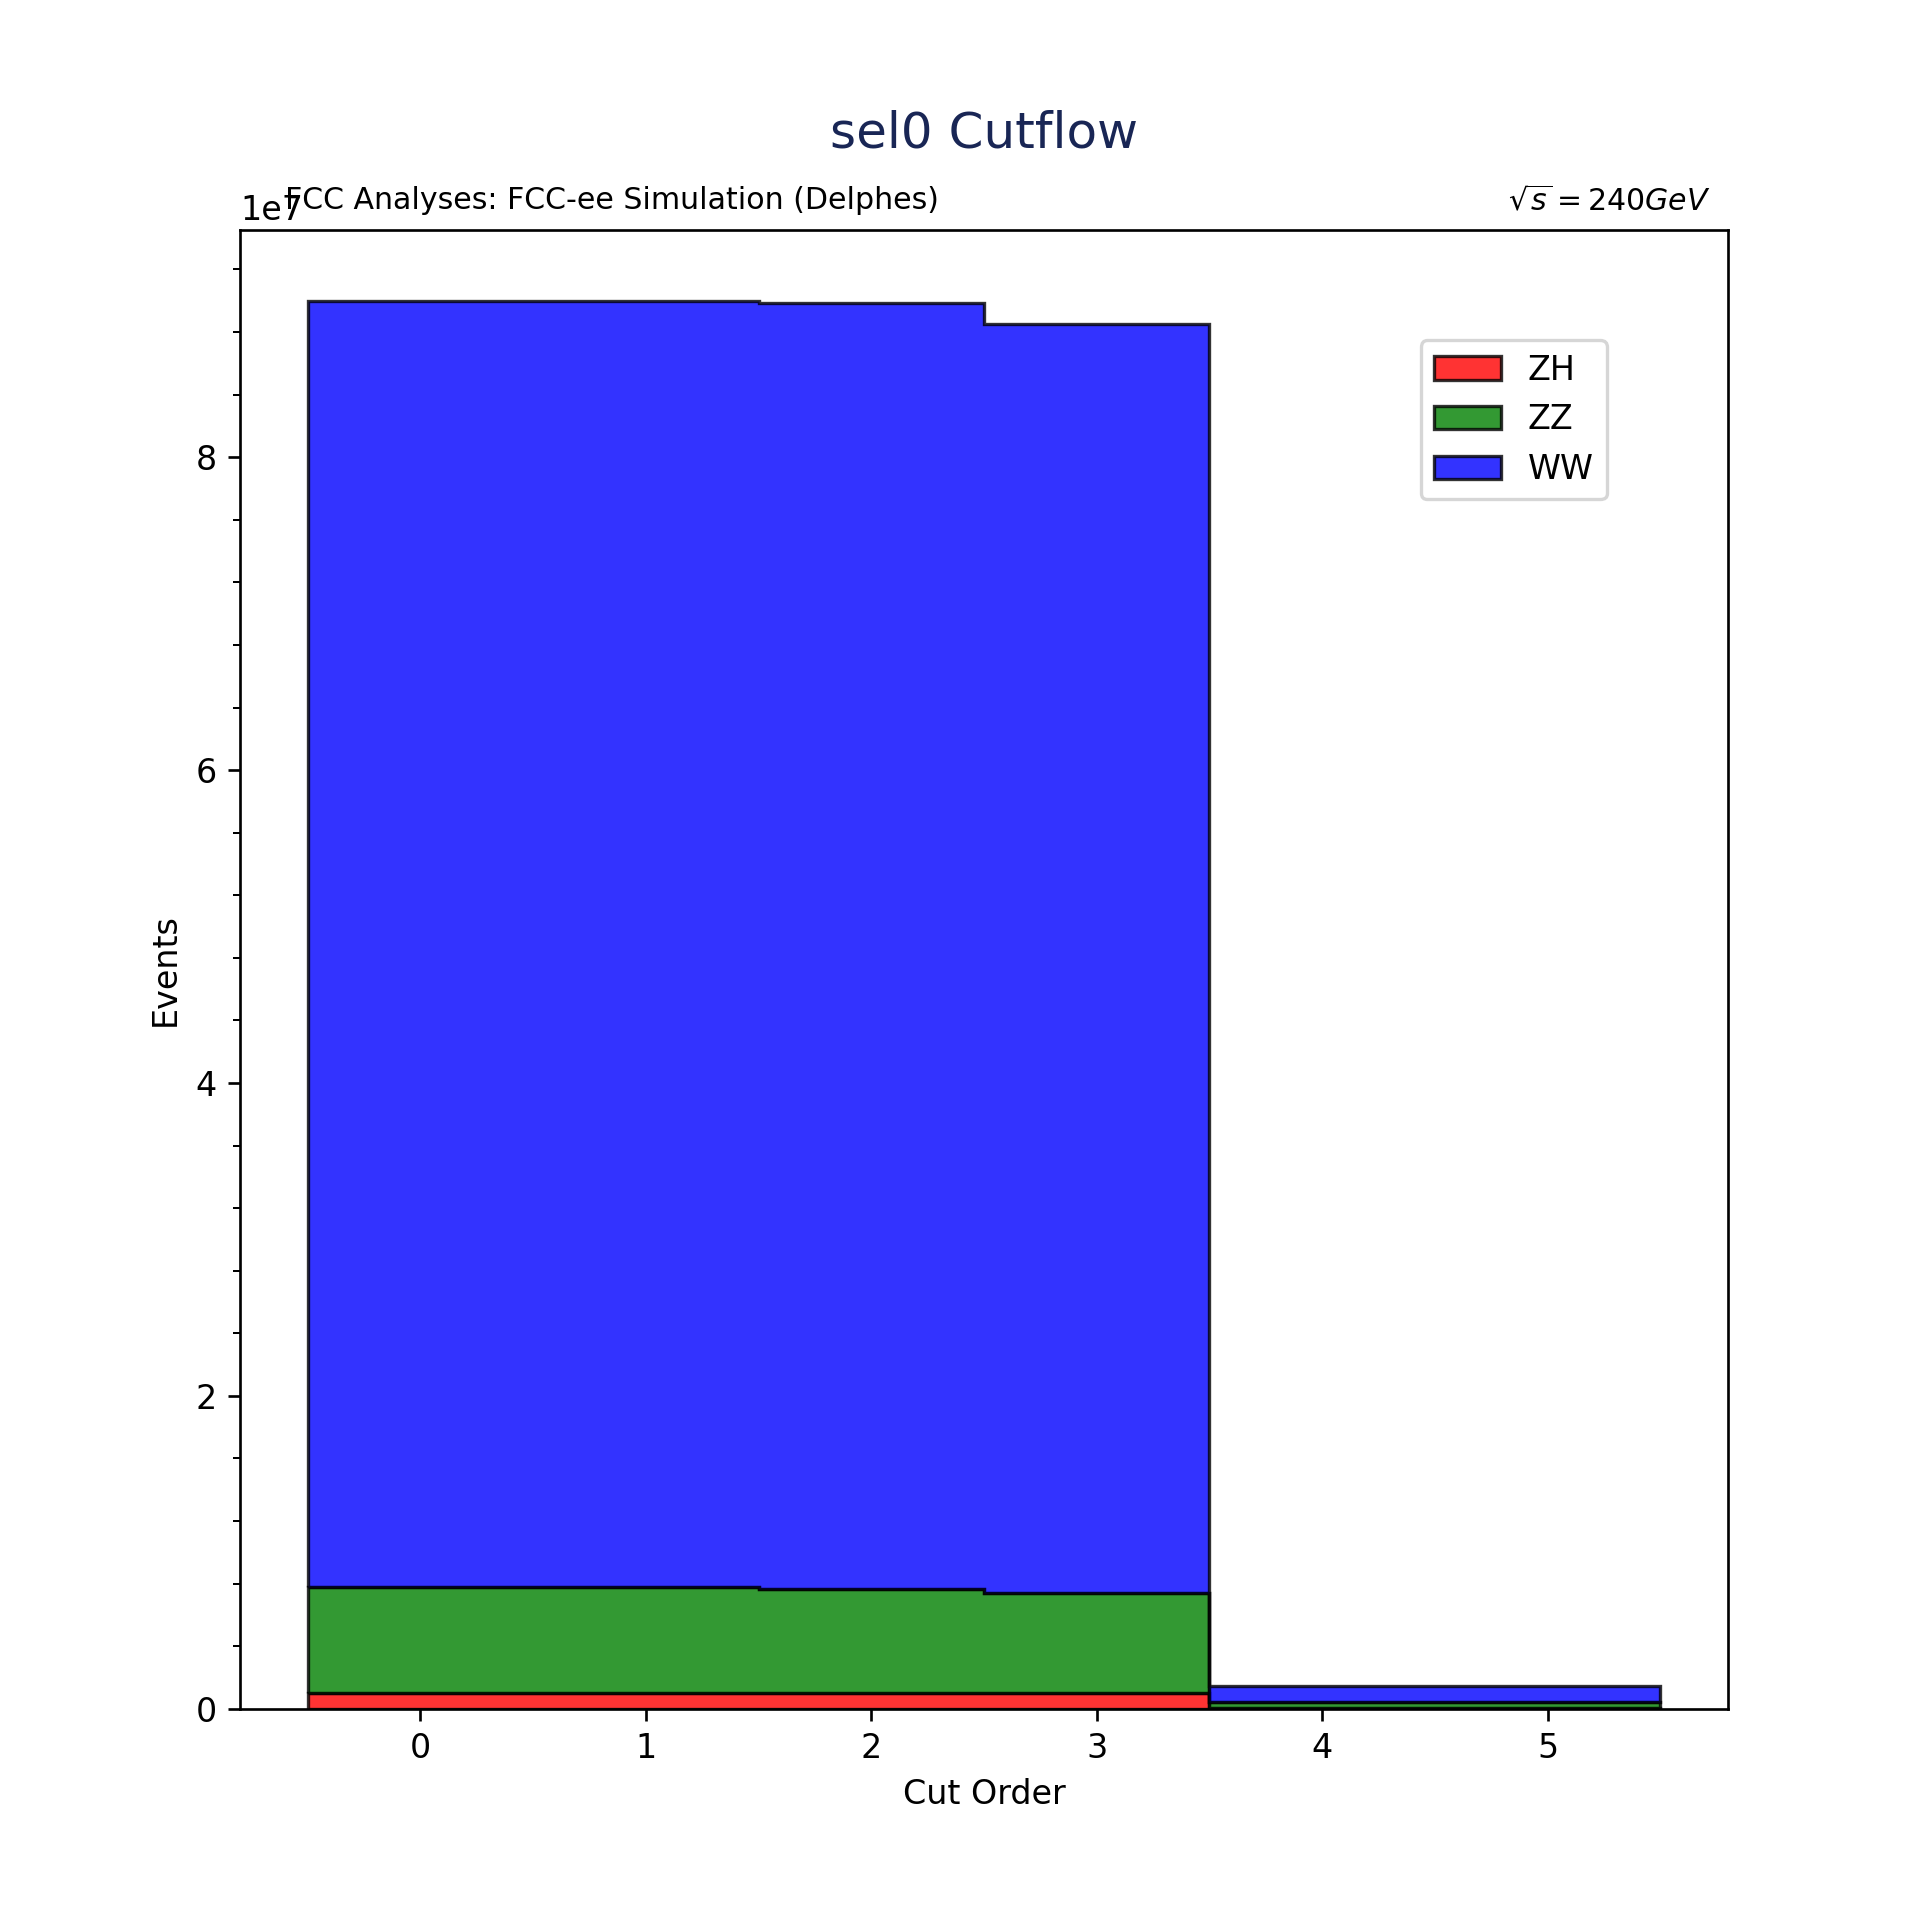 sel0 Cutflow
1e7
FCC Analyses: FCC-ee Simulation (Delphes)
√s = 240GeV
ZH
ZZ
WW
8
6
4
2
0
Events
0 1 2 3 4 5
Cut Order